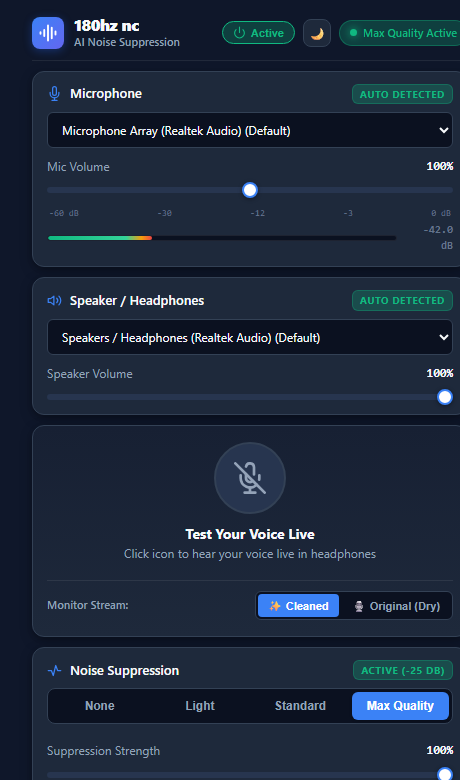 180hz nc
AI Noise Suppression
Active
Max Quality Active
Microphone
AUTO DETECTED
Microphone Array (Realtek Audio) (Default)
Mic Volume
100%
-60 dB -30 -12 -3 0 dB
-42.0
dB
Speaker / Headphones
AUTO DETECTED
Speakers / Headphones (Realtek Audio) (Default)
Speaker Volume
100%
Test Your Voice Live
Click icon to hear your voice live in headphones
Monitor Stream:
Cleaned
Original (Dry)
Noise Suppression
ACTIVE (-25 DB)
None
Light
Standard
Max Quality
Suppression Strength
100%